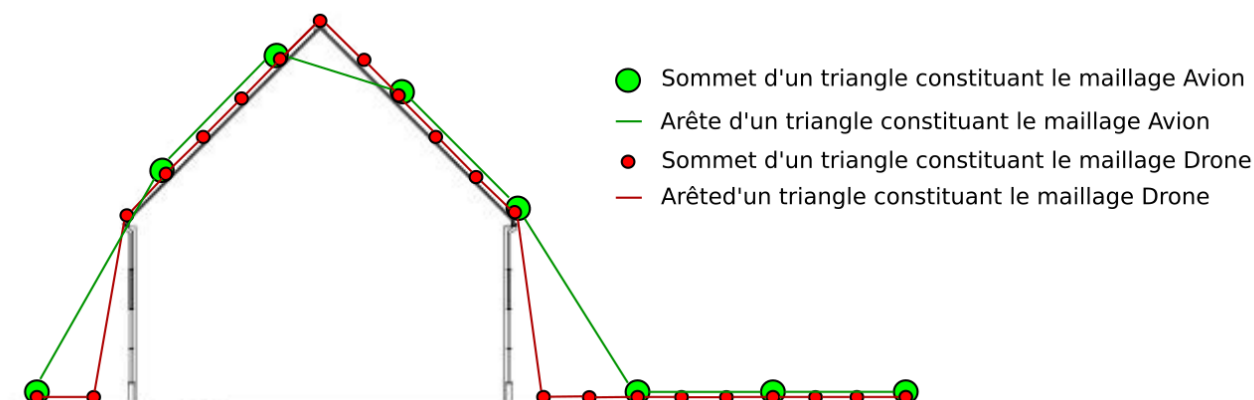 Sommet d'un triangle constituant le maillage Avion
Arête d'un triangle constituant le maillage Avion
Sommet d'un triangle constituant le maillage Drone
Arêted'un triangle constituant le maillage Drone